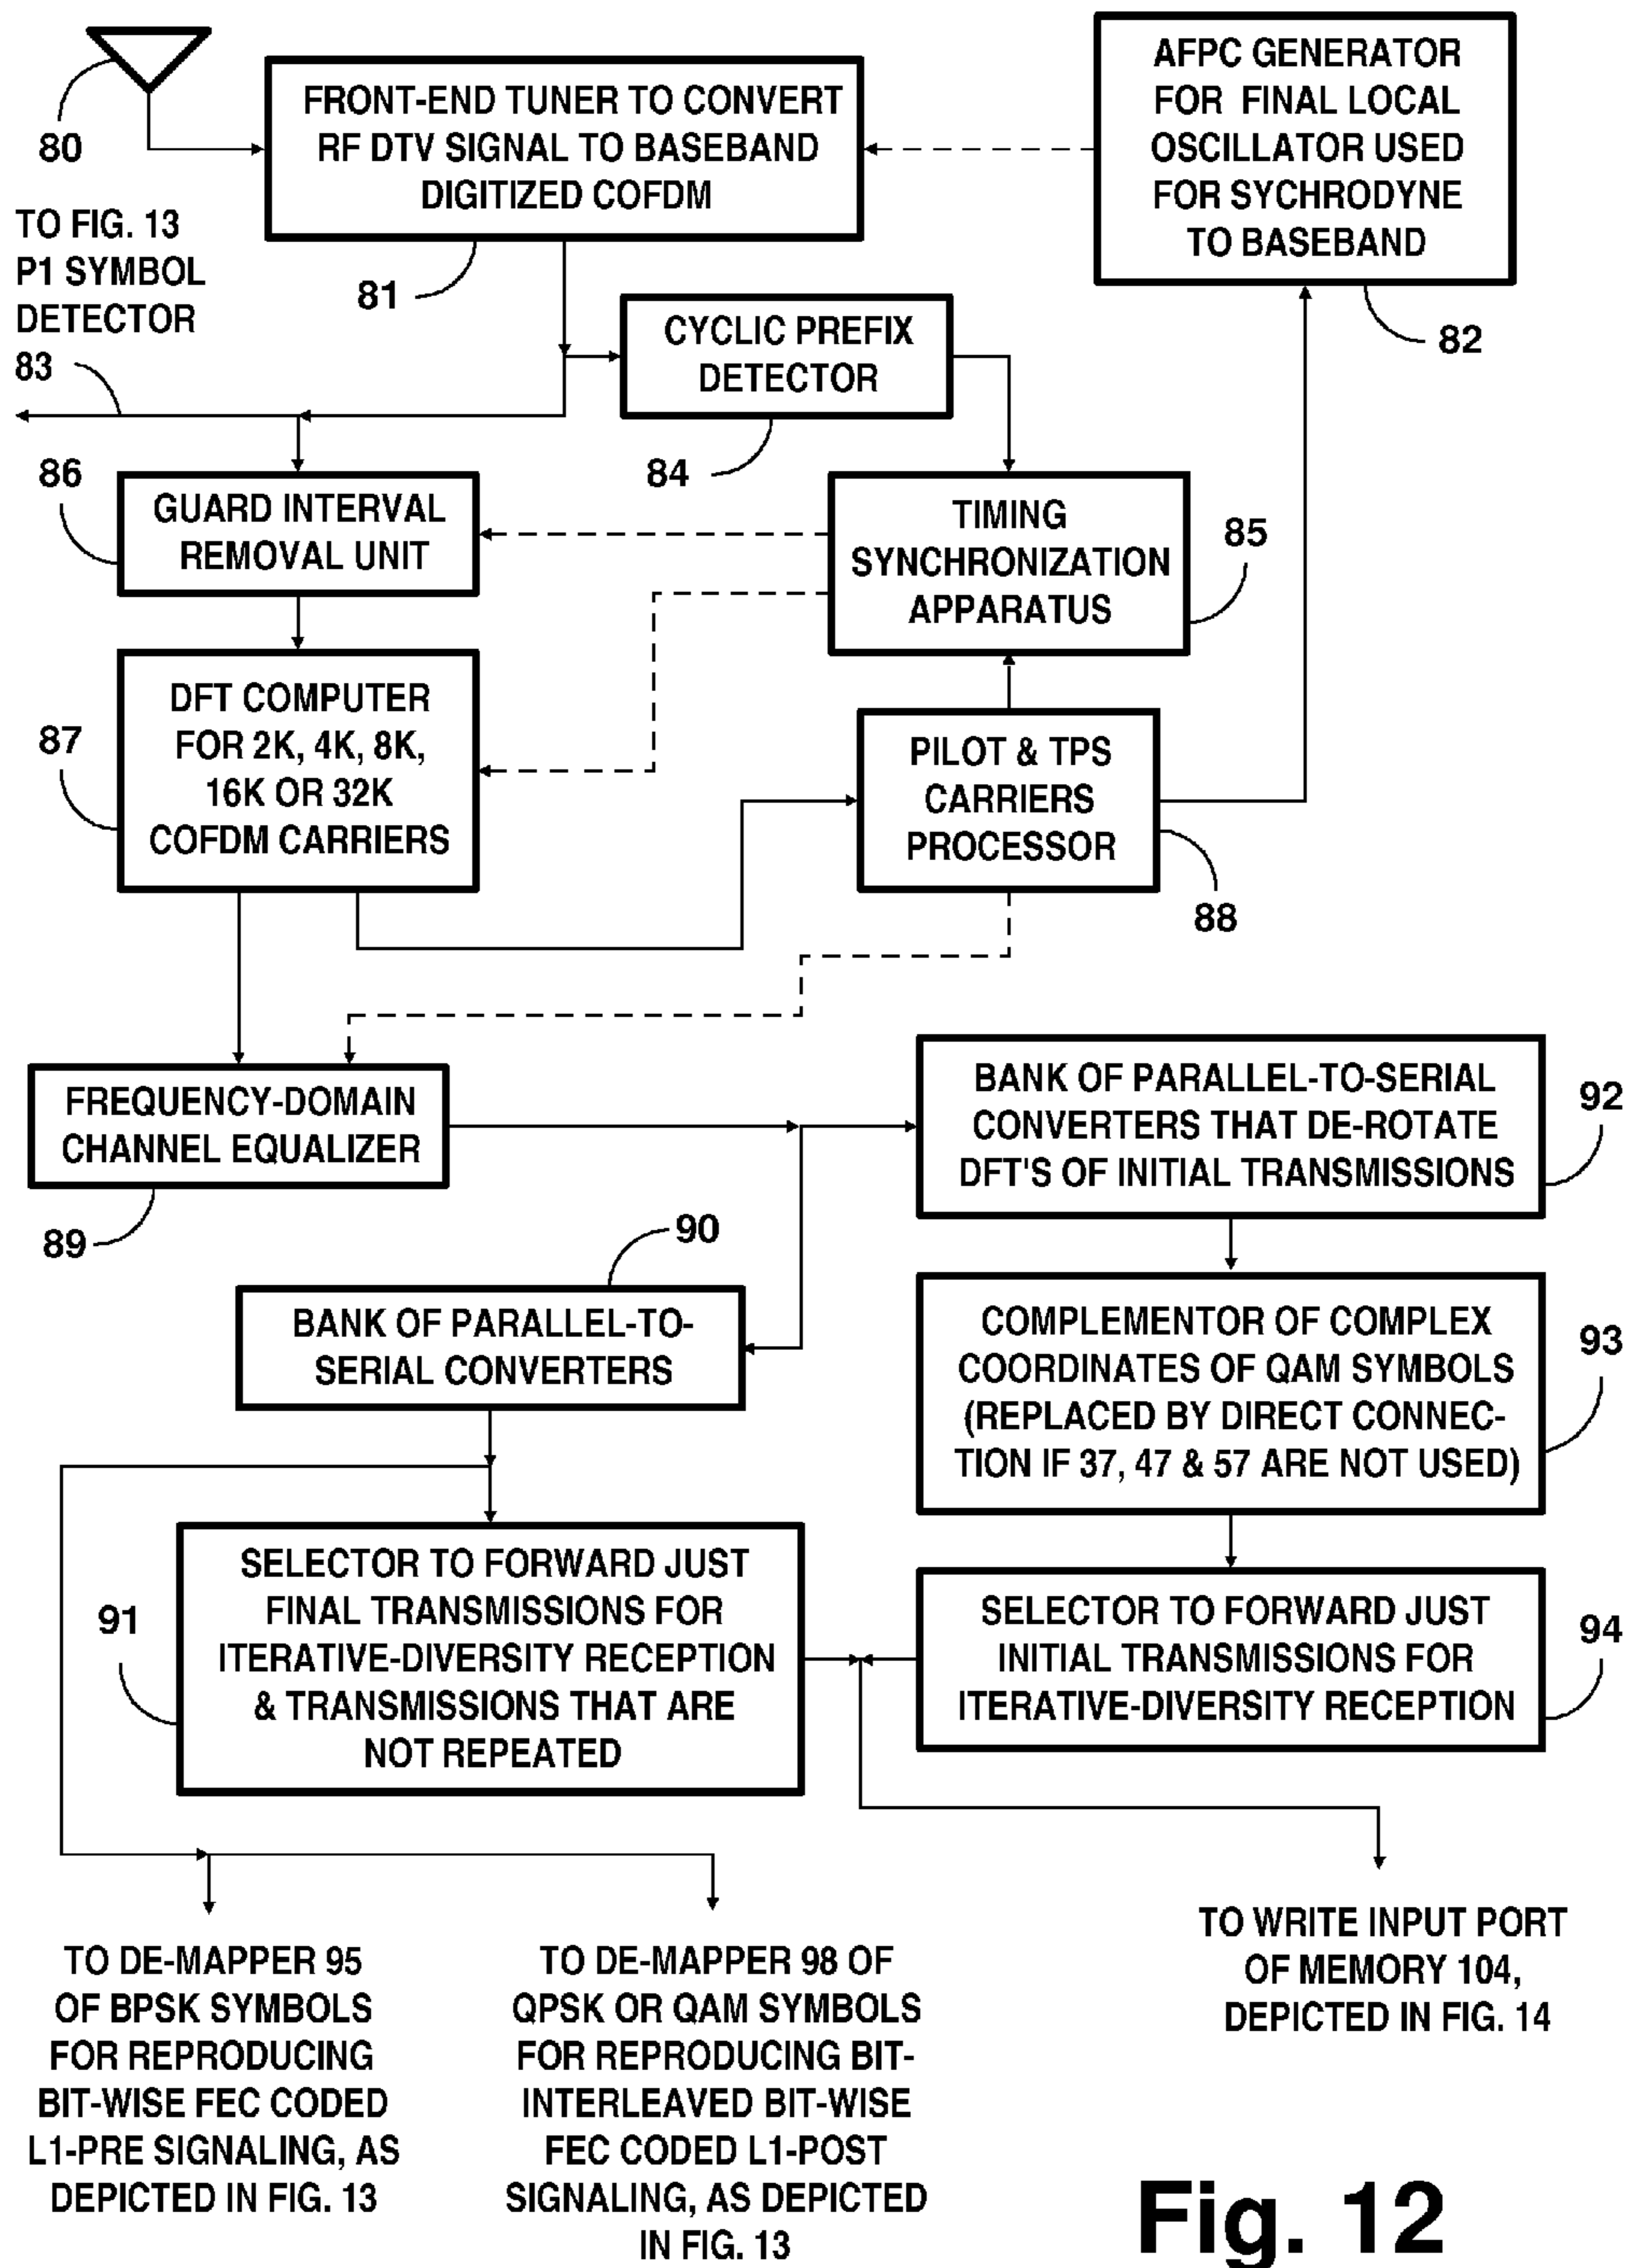 80
FRONT-END TUNER TO CONVERT
RF DTV SIGNAL TO BASEBAND
DIGITIZED COFDM
81
AFPC GENERATOR
FOR FINAL LOCAL
OSCILLATOR USED
FOR SYCHRODYNE
TO BASEBAND
82
TO FIG. 13
P1 SYMBOL
DETECTOR
83
CYCLIC PREFIX
DETECTOR
84
86
GUARD INTERVAL
REMOVAL UNIT
TIMING
SYNCHRONIZATION
APPARATUS
85
87
DFT COMPUTER
FOR 2K, 4K, 8K,
16K OR 32K
COFDM CARRIERS
PILOT & TPS
CARRIERS
PROCESSOR
88
FREQUENCY-DOMAIN
CHANNEL EQUALIZER
89
BANK OF PARALLEL-TO-SERIAL
CONVERTERS THAT DE-ROTATE
DFT'S OF INITIAL TRANSMISSIONS
92
90
BANK OF PARALLEL-TO-
SERIAL CONVERTERS
COMPLEMENTOR OF COMPLEX
COORDINATES OF QAM SYMBOLS
(REPLACED BY DIRECT CONNEC-
TION IF 37, 47 & 57 ARE NOT USED)
93
91
SELECTOR TO FORWARD JUST
FINAL TRANSMISSIONS FOR
ITERATIVE-DIVERSITY RECEPTION
& TRANSMISSIONS THAT ARE
NOT REPEATED
SELECTOR TO FORWARD JUST
INITIAL TRANSMISSIONS FOR
ITERATIVE-DIVERSITY RECEPTION
94
TO DE-MAPPER 95
OF BPSK SYMBOLS
FOR REPRODUCING
BIT-WISE FEC CODED
L1-PRE SIGNALING, AS
DEPICTED IN FIG. 13
TO DE-MAPPER 98 OF
QPSK OR QAM SYMBOLS
FOR REPRODUCING BIT-
INTERLEAVED BIT-WISE
FEC CODED L1-POST
SIGNALING, AS DEPICTED
IN FIG. 13
TO WRITE INPUT PORT
OF MEMORY 104,
DEPICTED IN FIG. 14
Fig. 12